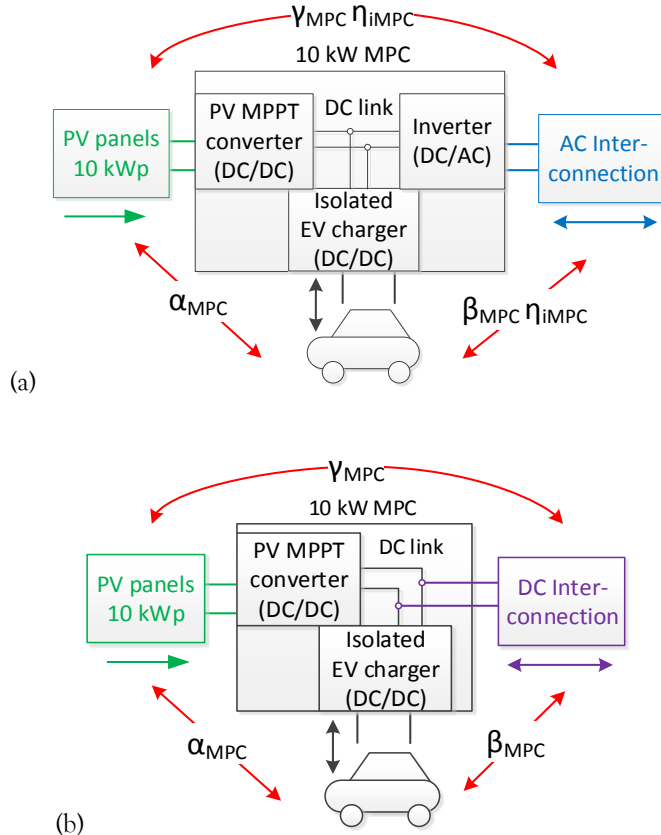 γMPC ηiMPC
10 kW MPC
PV panels
10 kWp
PV MPPT
converter
(DC/DC)
DC link
Inverter
(DC/AC)
AC Inter-
connection
Isolated
EV charger
(DC/DC)
αMPC
βMPC ηiMPC
(a)
γMPC
10 kW MPC
PV panels
10 kWp
PV MPPT
converter
(DC/DC)
DC link
DC Inter-
connection
Isolated
EV charger
(DC/DC)
αMPC
βMPC
(b)